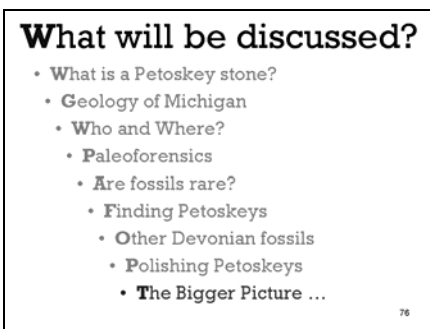 What will be discussed?
• What is a Petoskey stone?
• Geology of Michigan
• Who and Where?
• Paleoforensics
• Are fossils rare?
• Finding Petoskeys
• Other Devonian fossils
• Polishing Petoskeys
• The Bigger Picture ...
76